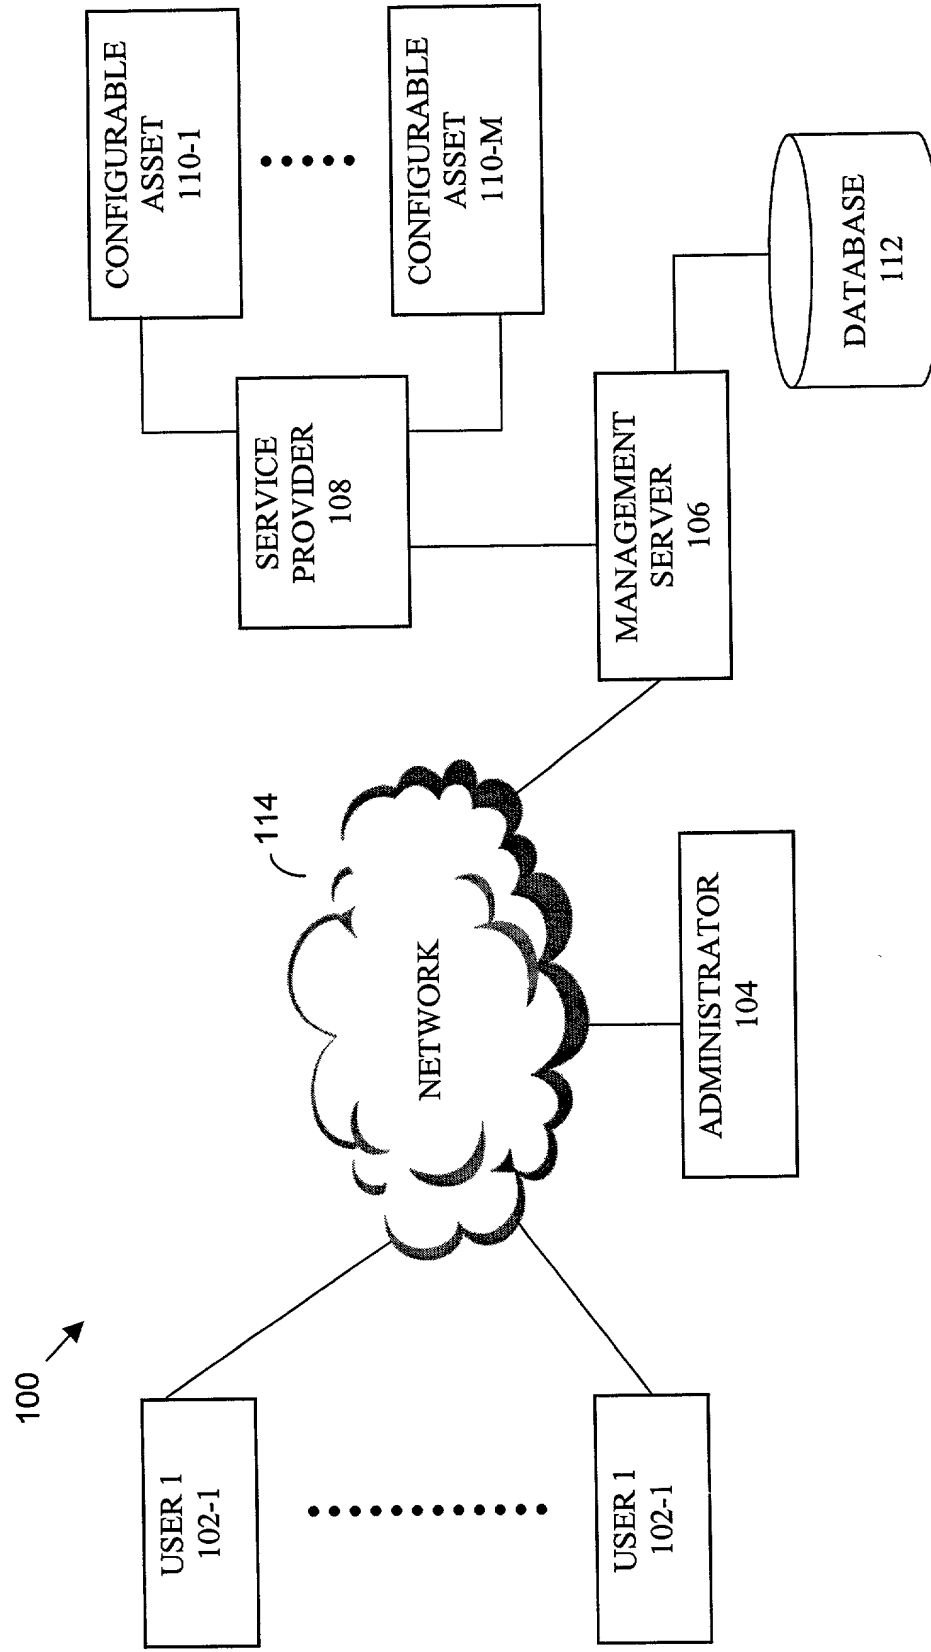 100
USER 1
102-1
USER 1
102-1
NETWORK
114
ADMINISTRATOR
104
SERVICE
PROVIDER
108
MANAGEMENT
SERVER
106
CONFIGURABLE
ASSET
110-1
CONFIGURABLE
ASSET
110-M
DATABASE
112